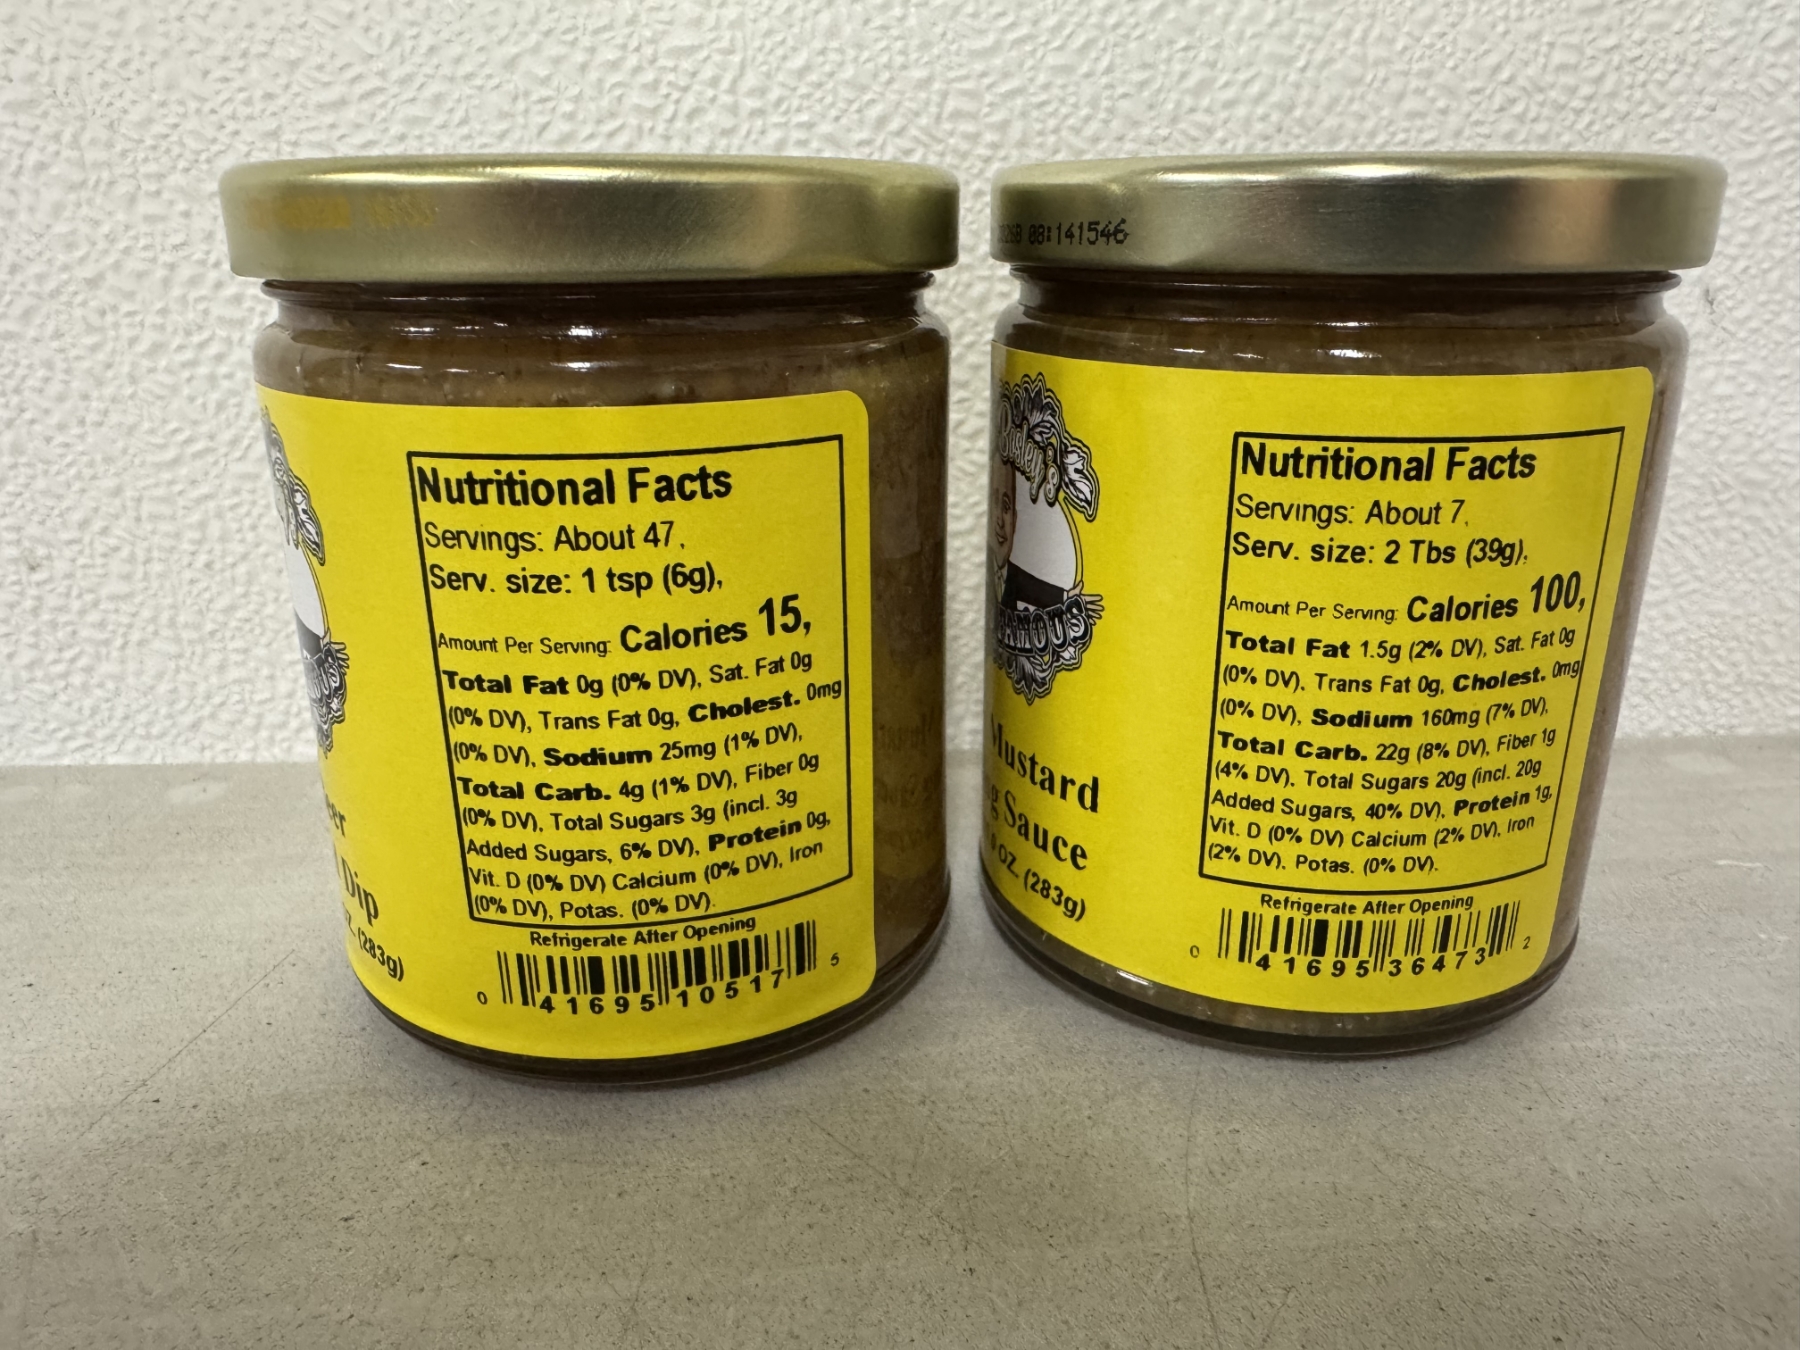 Nutritional Facts
Servings: About 47,
Serv. size: 1 tsp (6g),
Amount Per Serving: Calories 15,
Total Fat 0g (0% DV), Sat. Fat 0g
(0% DV), Trans Fat 0g, Cholest. 0mg
(0% DV), Sodium 25mg (1% DV),
Total Carb. 4g (1% DV), Fiber 0g
(0% DV), Total Sugars 3g (incl. 3g
Added Sugars, 6% DV), Protein 0g,
Vit. D (0% DV) Calcium (0% DV), Iron
(0% DV), Potas. (0% DV).
Refrigerate After Opening
0 41695 10517 5
Dip
(283g)
08:141546
Mustard
Sauce
oz. (283g)
Nutritional Facts
Servings: About 7,
Serv. size: 2 Tbs (39g),
Amount Per Serving: Calories 100,
Total Fat 1.5g (2% DV), Sat. Fat 0g
(0% DV), Trans Fat 0g, Cholest. 0mg
(0% DV), Sodium 160mg (7% DV),
Total Carb. 22g (8% DV), Fiber 1g
(4% DV), Total Sugars 20g (incl. 20g
Added Sugars, 40% DV), Protein 1g,
Vit. D (0% DV) Calcium (2% DV), Iron
(2% DV), Potas. (0% DV).
Refrigerate After Opening
0 41695 36473 2